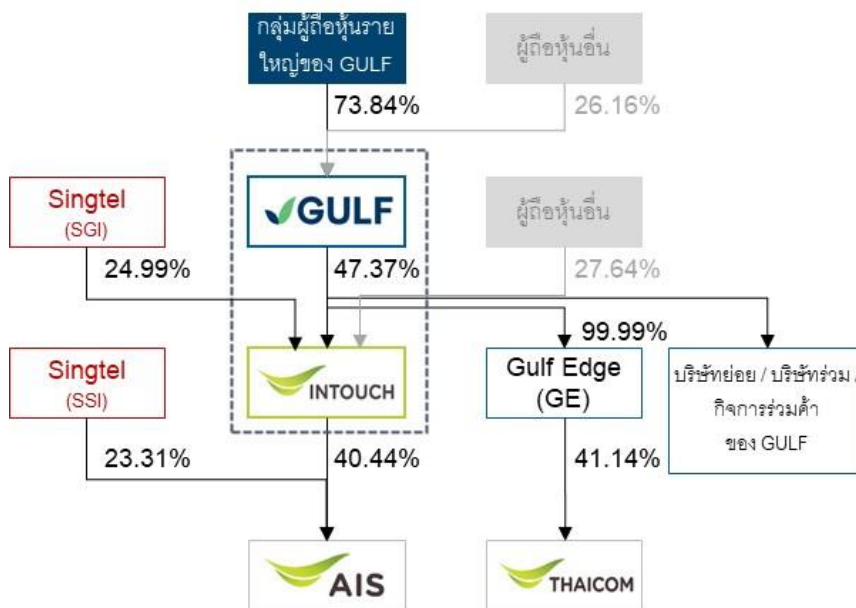 กลุ่มผู้ถือหุ้นราย
ใหญ่ของ GULF
ผู้ถือหุ้นอื่น
73.84%
26.16%
Singtel
(SGI)
GULF
ผู้ถือหุ้นอื่น
24.99%
47.37%
27.64%
99.99%
Singtel
(SSI)
INTOUCH
Gulf Edge
(GE)
บริษัทย่อย / บริษัทร่วม /
กิจการร่วมค้า
ของ GULF
23.31%
40.44%
41.14%
AIS
THAICOM